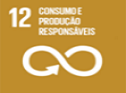 12 CONSUMO E
PRODUÇÃO
RESPONSÁVEIS